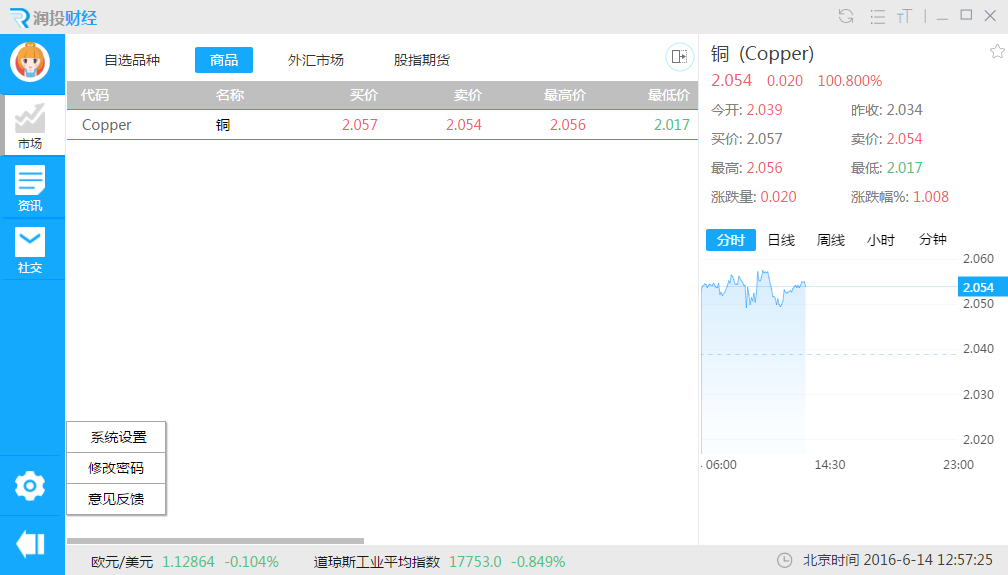 润投财经
自选品种 商品 外汇市场 股指期货
代码 名称 买价 卖价 最高价 最低价
Copper 铜 2.057 2.054 2.056 2.017
市场
资讯
社交
系统设置
修改密码
意见反馈
铜 (Copper)
2.054 0.020 100.800%
今开: 2.039 昨收: 2.034
买价: 2.057 卖价: 2.054
最高: 2.056 最低: 2.017
涨跌量: 0.020 涨跌幅%: 1.008
分时 日线 周线 小时 分钟
2.060
2.054
2.050
2.040
2.030
2.020
06:00 14:30 23:00
欧元/美元 1.12864 -0.104% 道琼斯工业平均指数 17753.0 -0.849% 北京时间 2016-6-14 12:57:25